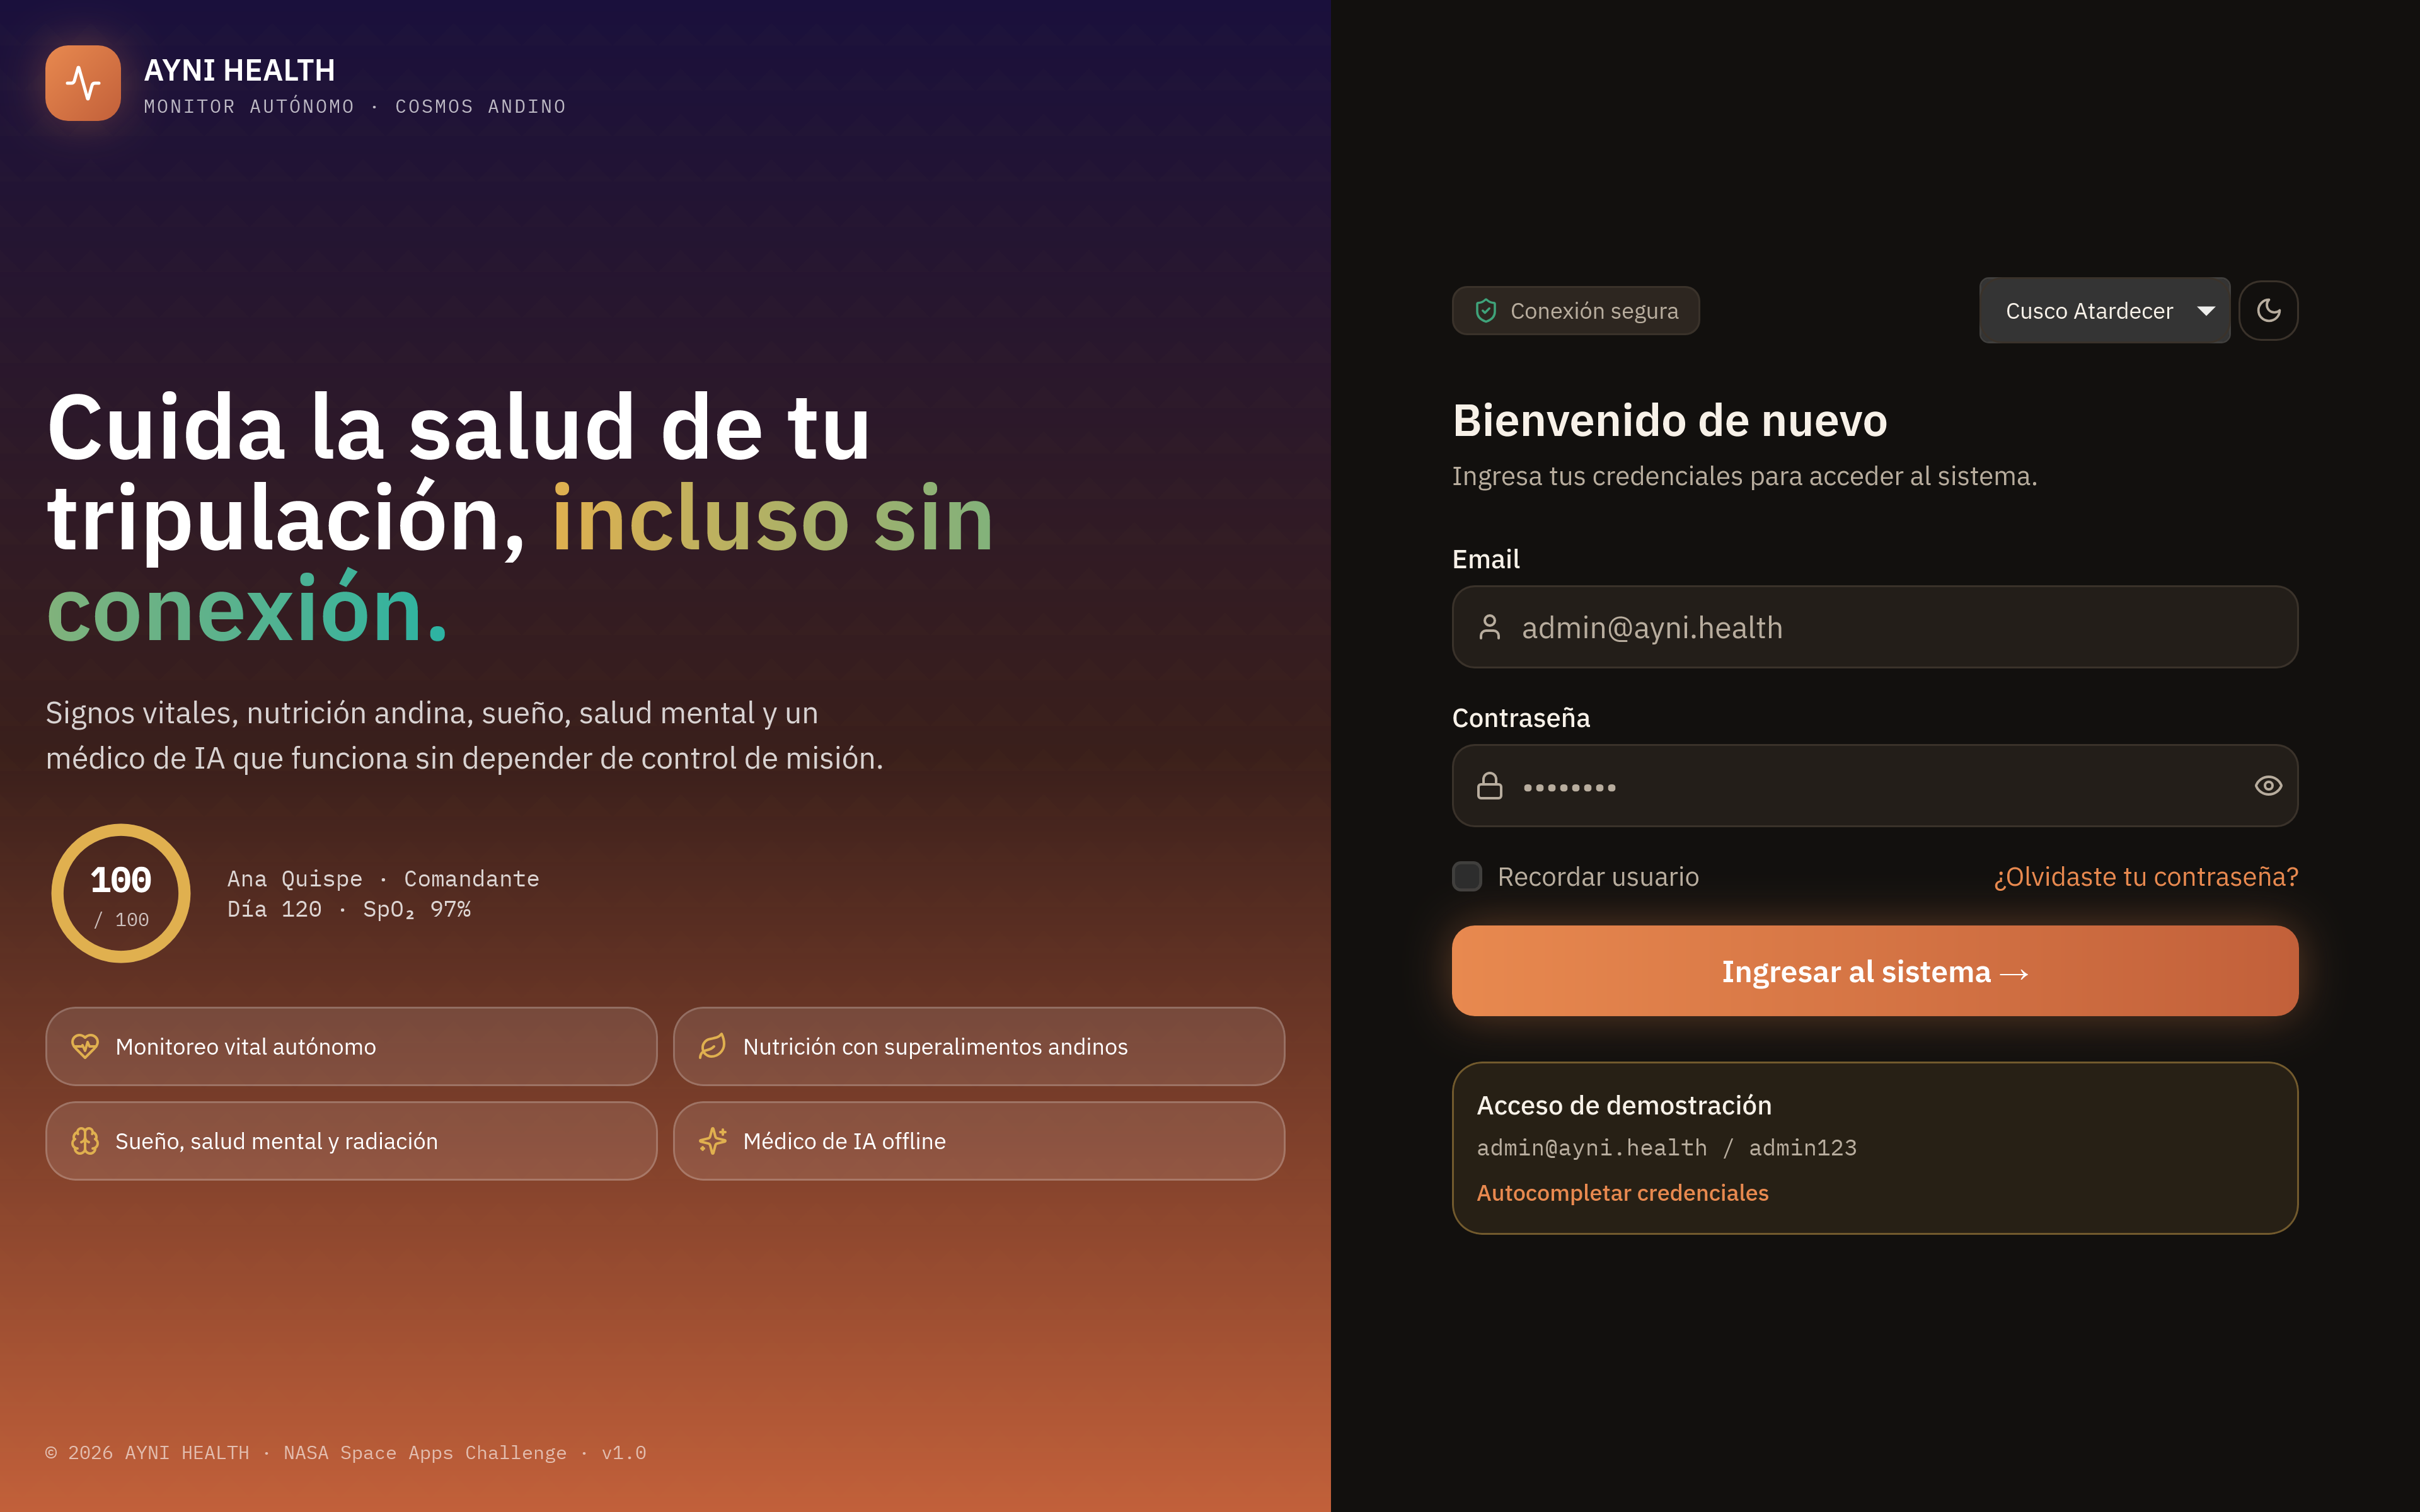 AYNI HEALTH
MONITOR AUTÓNOMO · COSMOS ANDINO
Cuida la salud de tu
tripulación, incluso sin
conexión.
Signos vitales, nutrición andina, sueño, salud mental y un
médico de IA que funciona sin depender de control de misión.
100
/ 100
Ana Quispe · Comandante
Día 120 · SpO₂ 97%
Monitoreo vital autónomo
Nutrición con superalimentos andinos
Sueño, salud mental y radiación
Médico de IA offline
© 2026 AYNI HEALTH · NASA Space Apps Challenge · v1.0
Conexión segura
Cusco Atardecer
Bienvenido de nuevo
Ingresa tus credenciales para acceder al sistema.
Email
admin@ayni.health
Contraseña
••••••••
Recordar usuario
¿Olvidaste tu contraseña?
Ingresar al sistema →
Acceso de demostración
admin@ayni.health / admin123
Autocompletar credenciales